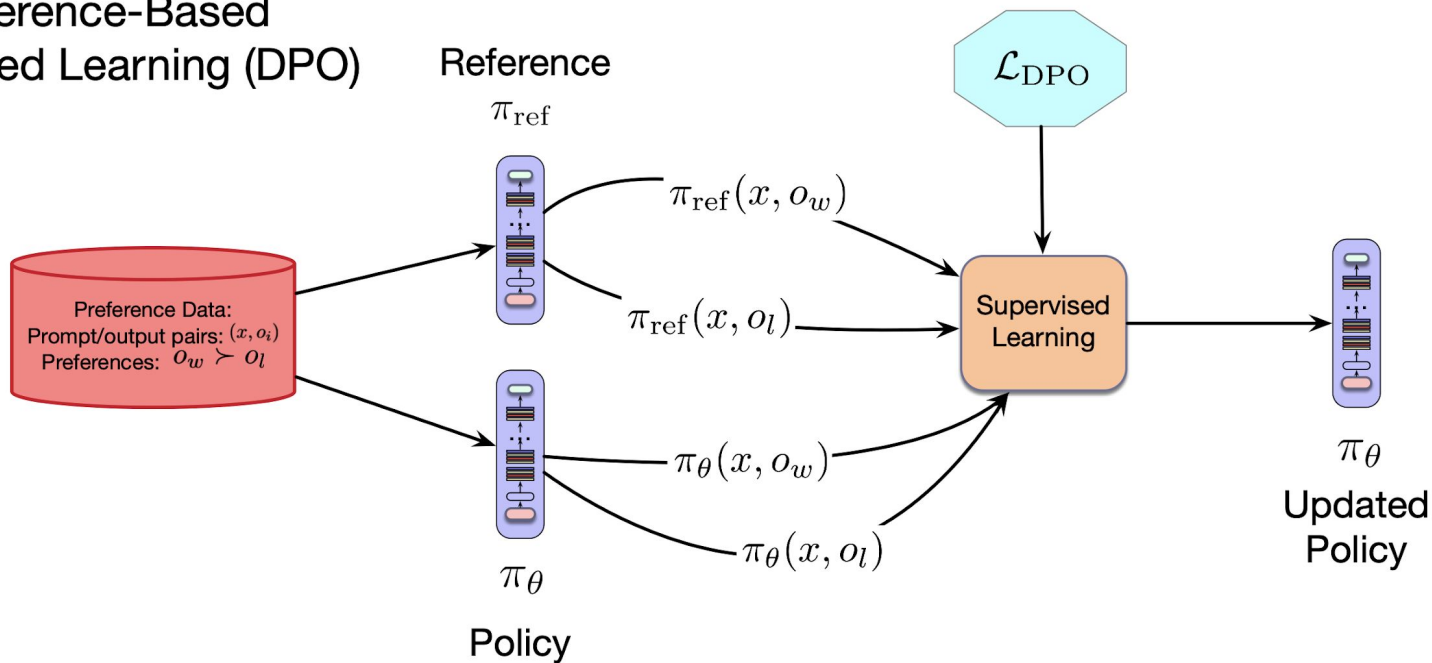 erence-Based
ed Learning (DPO)
Reference
π_ref
ℒ_DPO
π_ref(x, o_w)
π_ref(x, o_l)
Preference Data:
Prompt/output pairs: (x, o_i)
Preferences: o_w ≻ o_l
Supervised
Learning
π_θ(x, o_w)
π_θ(x, o_l)
π_θ
Policy
π_θ
Updated
Policy